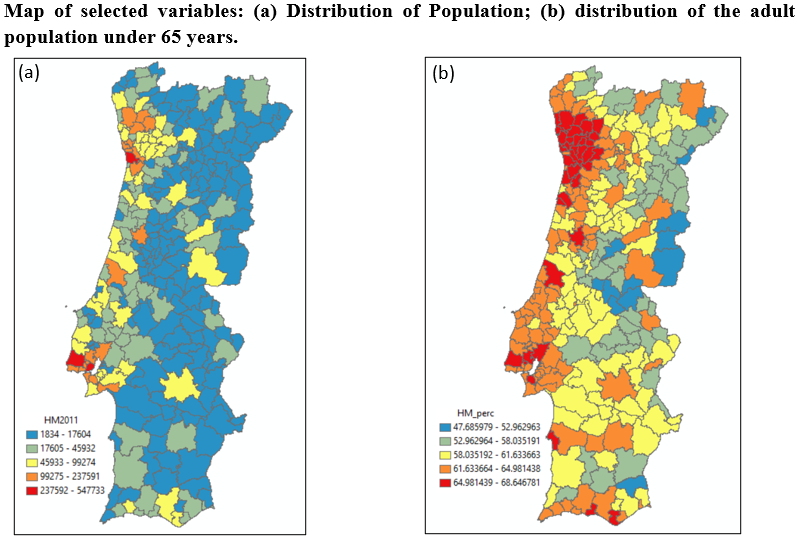 Map of selected variables: (a) Distribution of Population; (b) distribution of the adult
population under 65 years.
(a)
(b)
HM2011
1834 - 17604
17605 - 45932
45933 - 99274
99275 - 237591
237592 - 547733
HM_perc
47.685979 - 52.962963
52.962964 - 58.035191
58.035192 - 61.633663
61.633664 - 64.981438
64.981439 - 68.646781